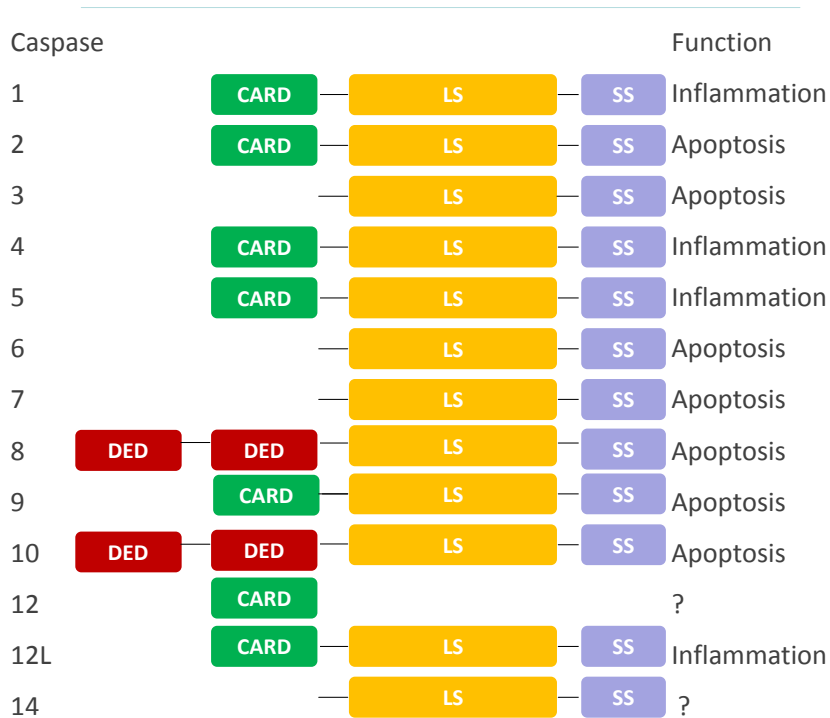 Caspase Function
1 CARD LS SS Inflammation
2 CARD LS SS Apoptosis
3 LS SS Apoptosis
4 CARD LS SS Inflammation
5 CARD LS SS Inflammation
6 LS SS Apoptosis
7 LS SS Apoptosis
8 DED DED LS SS Apoptosis
9 CARD LS SS Apoptosis
10 DED DED LS SS Apoptosis
12 CARD ?
12L CARD LS SS Inflammation
14 LS SS ?